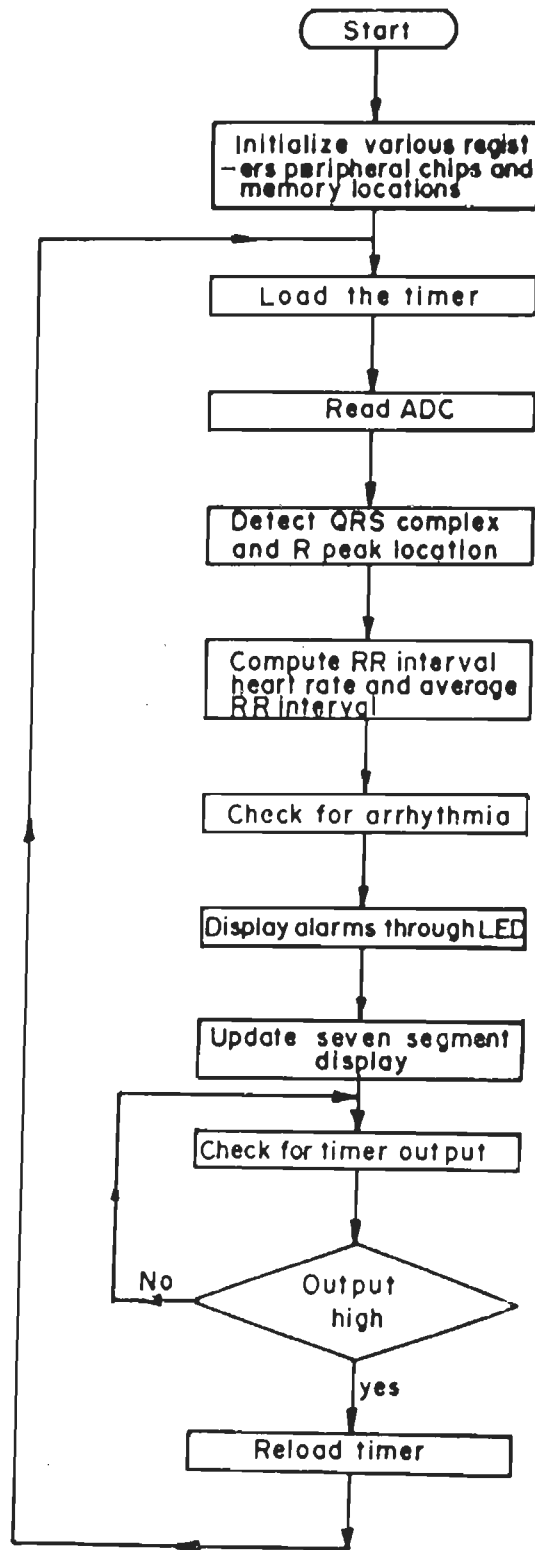 Start
Initialize various regist
-ers peripheral chips and
memory locations
Load the timer
Read ADC
Detect QRS complex
and R peak location
Compute RR interval
heart rate and average
RR interval
Check for arrhythmia
Display alarms through LED
Update seven segment
display
Check for timer output
No
Output
high
yes
Reload timer